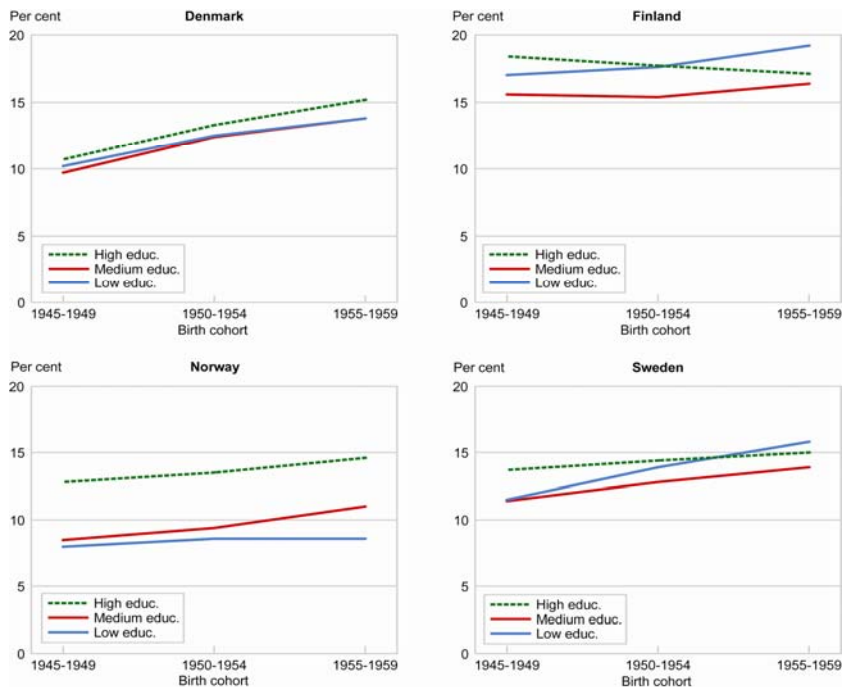 Per cent
Denmark
20
15
10
5
0
High educ.
Medium educ.
Low educ.
1945-1949
1950-1954
1955-1959
Birth cohort
Per cent
Finland
20
15
10
5
0
High educ.
Medium educ.
Low educ.
1945-1949
1950-1954
1955-1959
Birth cohort
Per cent
Norway
20
15
10
5
0
High educ.
Medium educ.
Low educ.
1945-1949
1950-1954
1955-1959
Birth cohort
Per cent
Sweden
20
15
10
5
0
High educ.
Medium educ.
Low educ.
1945-1949
1950-1954
1955-1959
Birth cohort